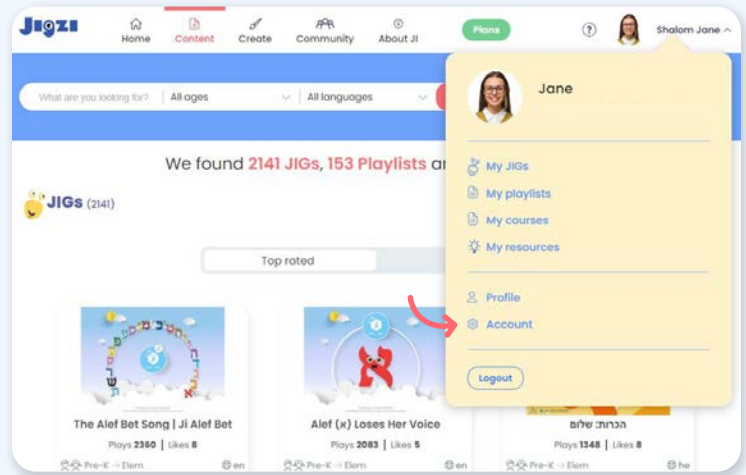 JIGZI
Home
Content
Create
Community
About JI
Plans
?
Shalom Jane
What are you looking for?
All ages
All languages
Jane
My JIGs
My playlists
My courses
My resources
Profile
Account
Logout
We found 2141 JIGs, 153 Playlists
JIGs (2141)
Top rated
The Alef Bet Song | Ji Alef Bet
Plays 2360 | Likes 8
Pre-K → Elem
en
א
Alef (א) Loses Her Voice
Plays 2083 | Likes 5
Pre-K → Elem
en
הכרות: שלום
Plays 1348 | Likes 8
Pre-K → Elem
he